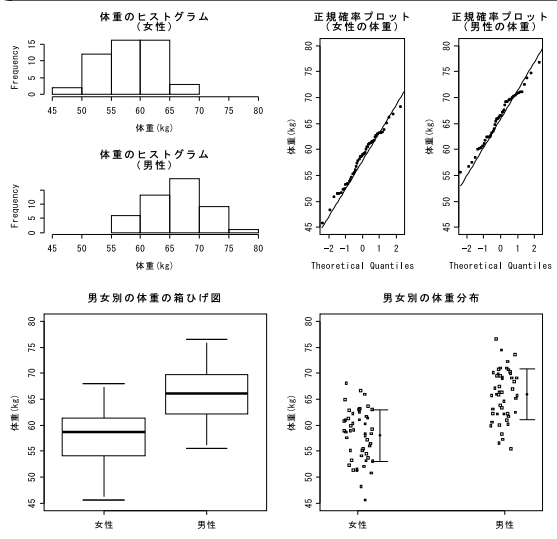 体重のヒストグラム
(女性)
Frequency
0 5 10 15
45 50 55 60 65 70 75 80
体重(kg)
体重のヒストグラム
(男性)
Frequency
0 5 10 15
45 50 55 60 65 70 75 80
体重(kg)
正規確率プロット
(女性の体重)
体重(kg)
45 50 55 60 65 70 75 80
-2 -1 0 1 2
Theoretical Quantiles
正規確率プロット
(男性の体重)
体重(kg)
45 50 55 60 65 70 75 80
-2 -1 0 1 2
Theoretical Quantiles
男女別の体重の箱ひげ図
体重(kg)
45 50 55 60 65 70 75 80
女性 男性
男女別の体重分布
体重(kg)
45 50 55 60 65 70 75 80
女性 男性